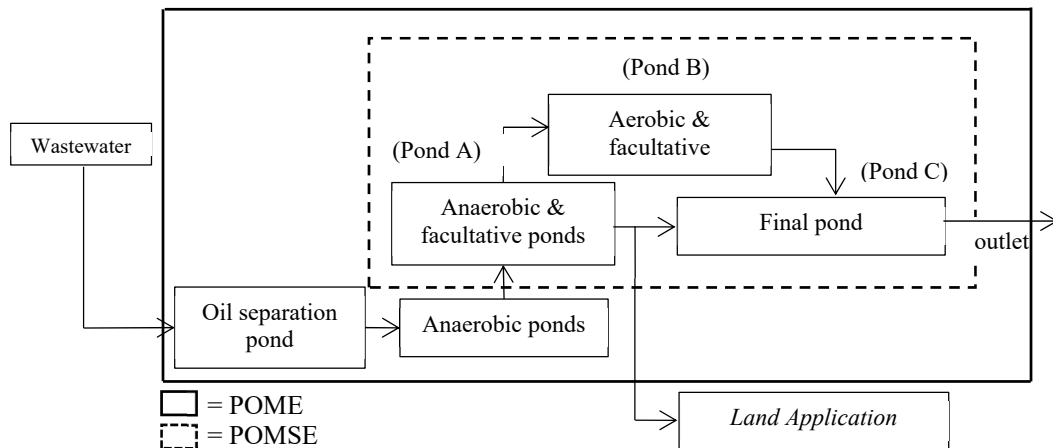 (Pond B)
Wastewater
Aerobic &
facultative
(Pond A)
(Pond C)
Anaerobic &
facultative ponds
Final pond
outlet
Oil separation
pond
Anaerobic ponds
= POME
= POMSE
Land Application